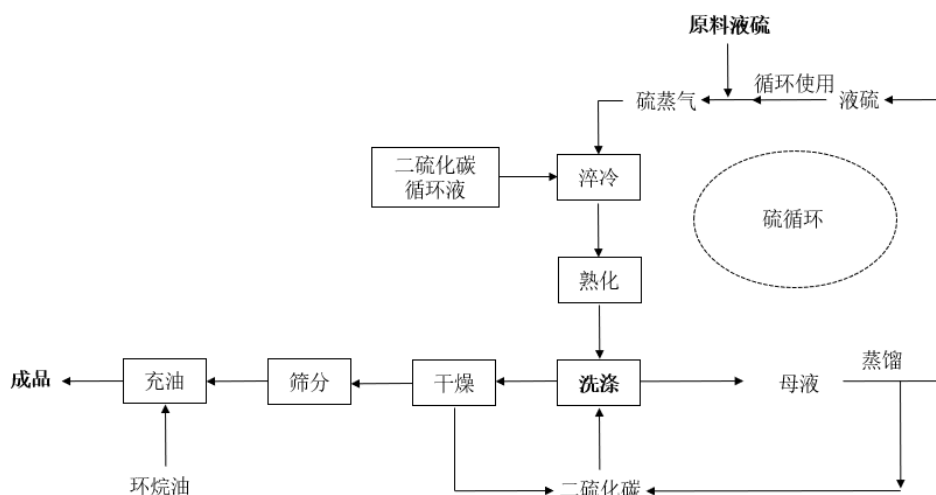 原料液硫
硫蒸气
循环使用
液硫
二硫化碳
循环液
淬冷
硫循环
熟化
成品
充油
筛分
干燥
洗涤
母液
蒸馏
环烷油
二硫化碳